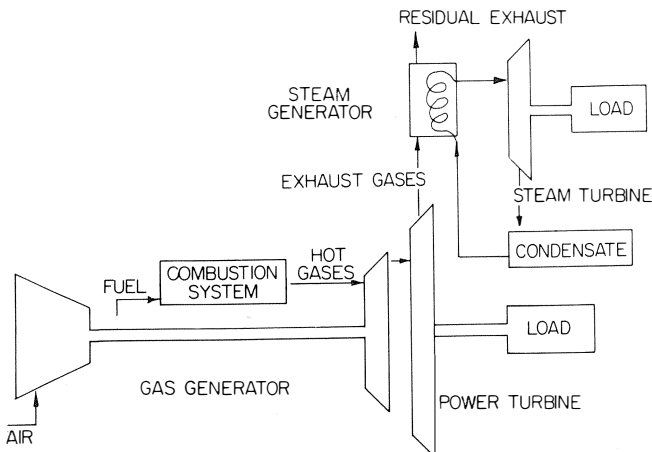 RESIDUAL EXHAUST
STEAM
GENERATOR
LOAD
EXHAUST GASES
STEAM TURBINE
CONDENSATE
HOT
GASES
COMBUSTION
SYSTEM
FUEL
LOAD
GAS GENERATOR
POWER TURBINE
AIR